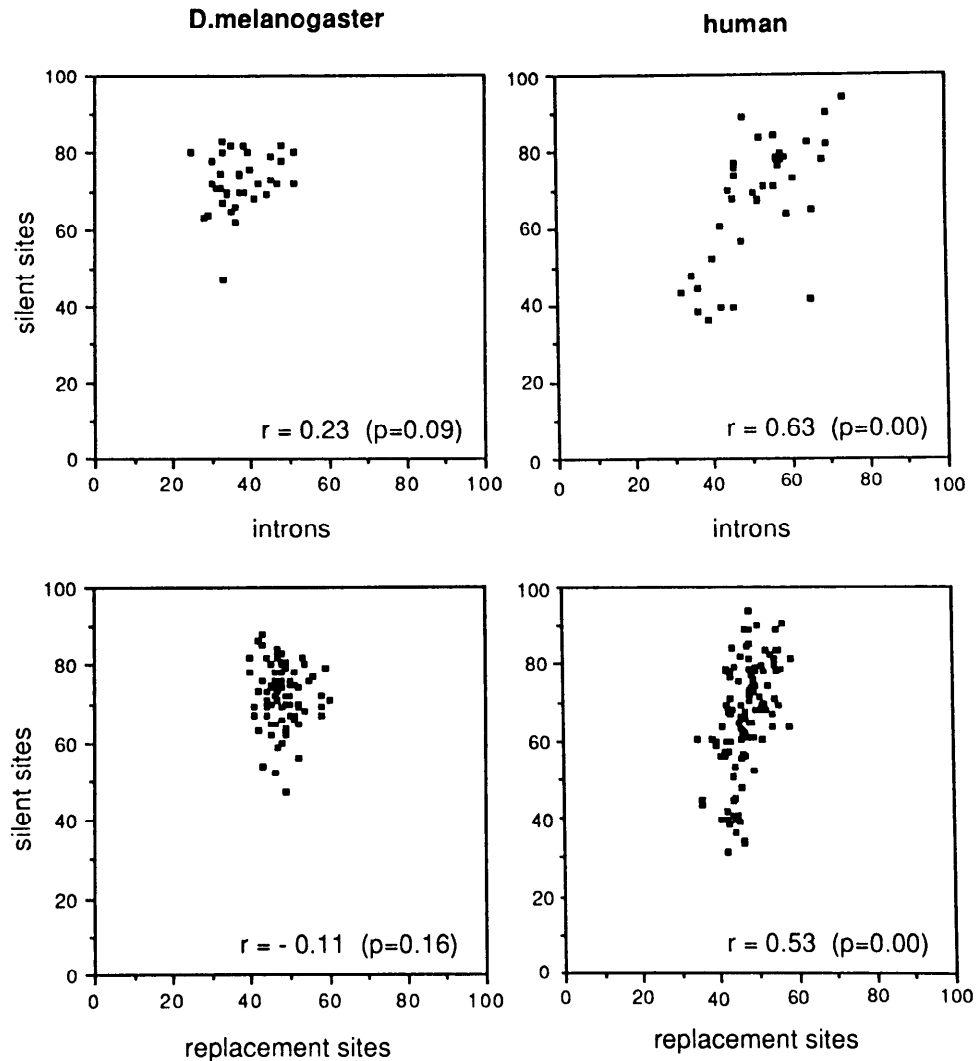 D.melanogaster
human
silent sites
100
80
60
40
20
0
r = 0.23 (p=0.09)
0 20 40 60 80 100
introns
100
80
60
40
20
0
r = 0.63 (p=0.00)
0 20 40 60 80 100
introns
silent sites
100
80
60
40
20
0
r = - 0.11 (p=0.16)
0 20 40 60 80 100
replacement sites
100
80
60
40
20
0
r = 0.53 (p=0.00)
0 20 40 60 80 100
replacement sites